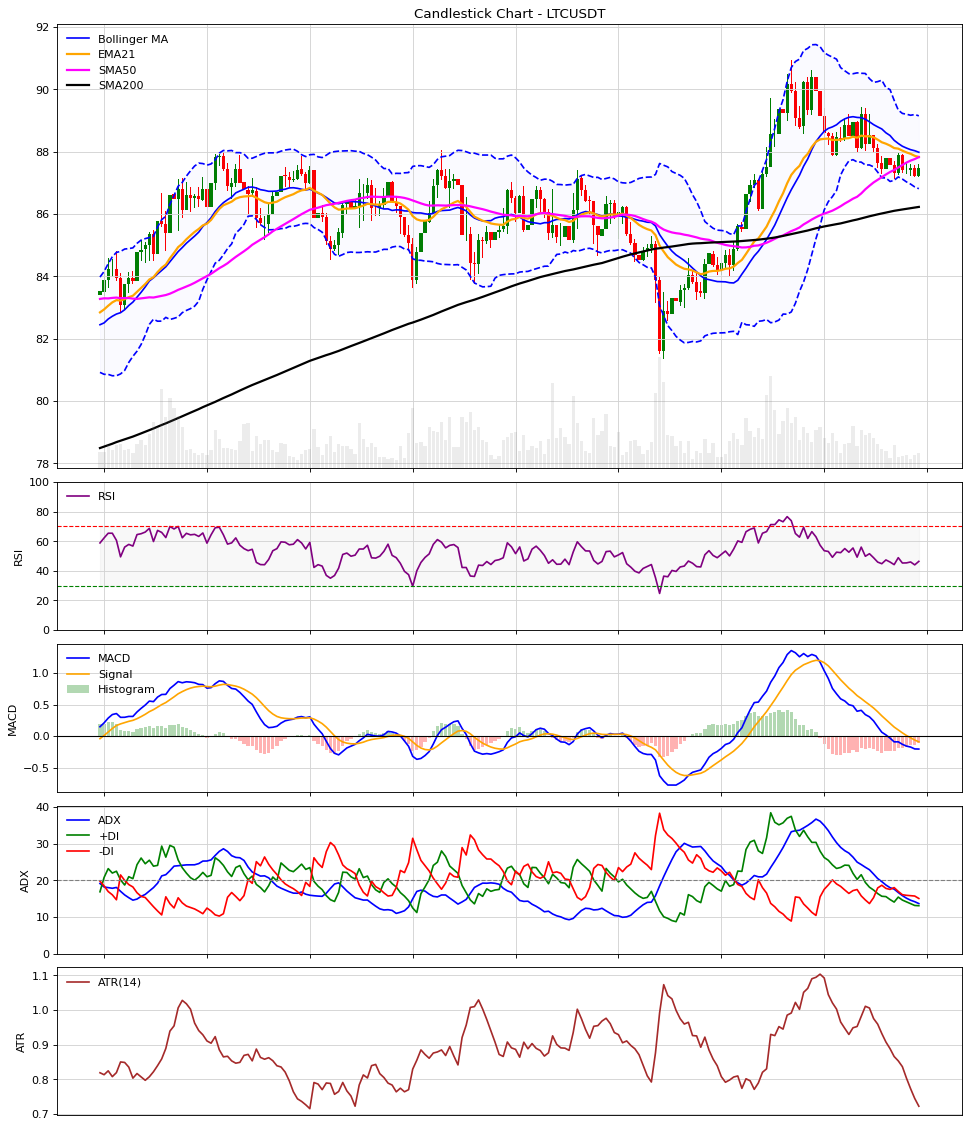 Candlestick Chart - LTCUSDT
92
90
88
86
84
82
80
78
Bollinger MA
EMA21
SMA50
SMA200
100
80
60
40
20
0
RSI
RSI
1.0
0.5
0.0
−0.5
MACD
MACD
Signal
Histogram
40
30
20
10
0
ADX
ADX
+DI
-DI
1.1
1.0
0.9
0.8
0.7
ATR
ATR(14)